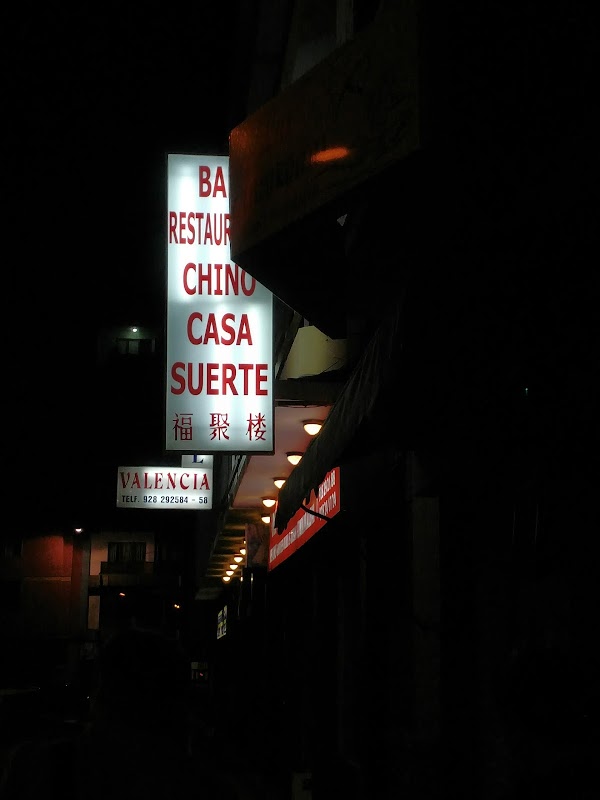 BA
RESTAUR
CHINO
CASA
SUERTE
福聚楼
VALENCIA
TELF. 928 292584 - 58